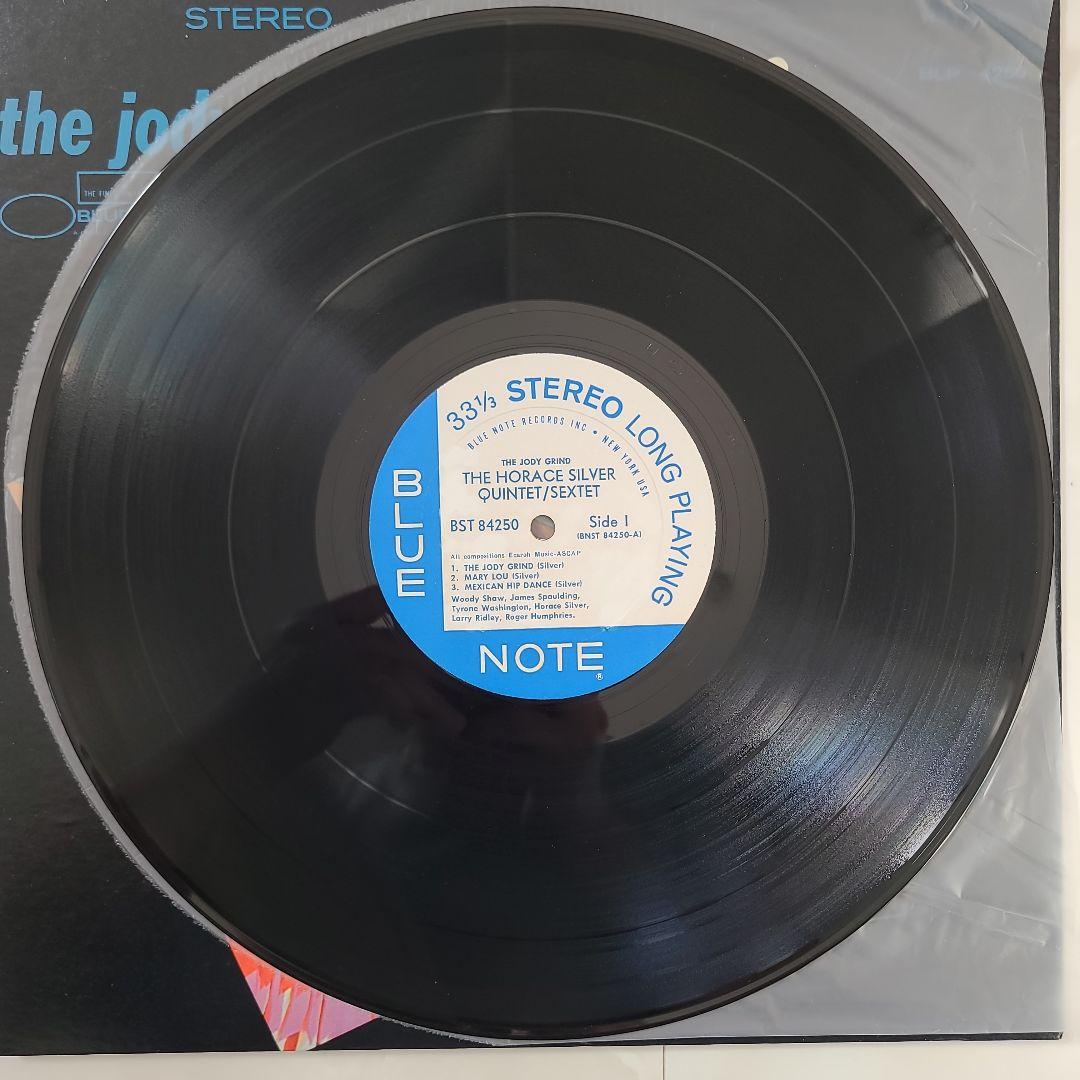 STEREO
the jod
THE FIN
BLUE
33⅓ STEREO LONG PLAYING
BLUE NOTE RECORDS INC • NEW YORK USA
THE JODY GRIND
THE HORACE SILVER
QUINTET/SEXTET
BST 84250
Side 1
(BNST 84250-A)
All compositions Ecaroh Music-ASCAP
1. THE JODY GRIND (Silver)
2. MARY LOU (Silver)
3. MEXICAN HIP DANCE (Silver)
Woody Shaw, James Spaulding,
Tyrone Washington, Horace Silver,
Larry Ridley, Roger Humphries.
BLUE
NOTE
®